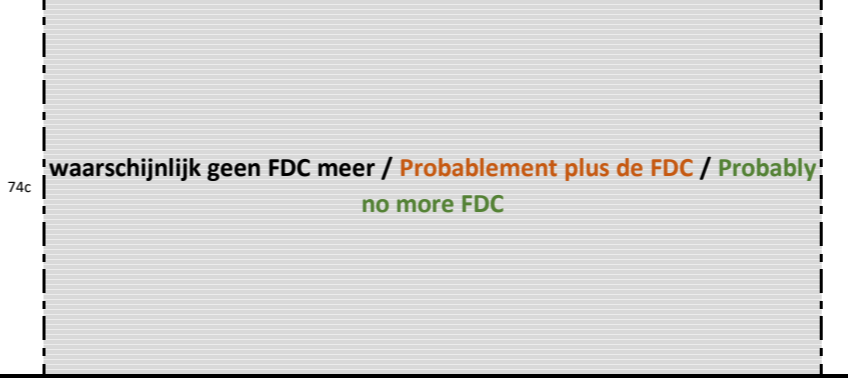 waarschijnlijk geen FDC meer / Probablement plus de FDC / Probably
74c
no more FDC